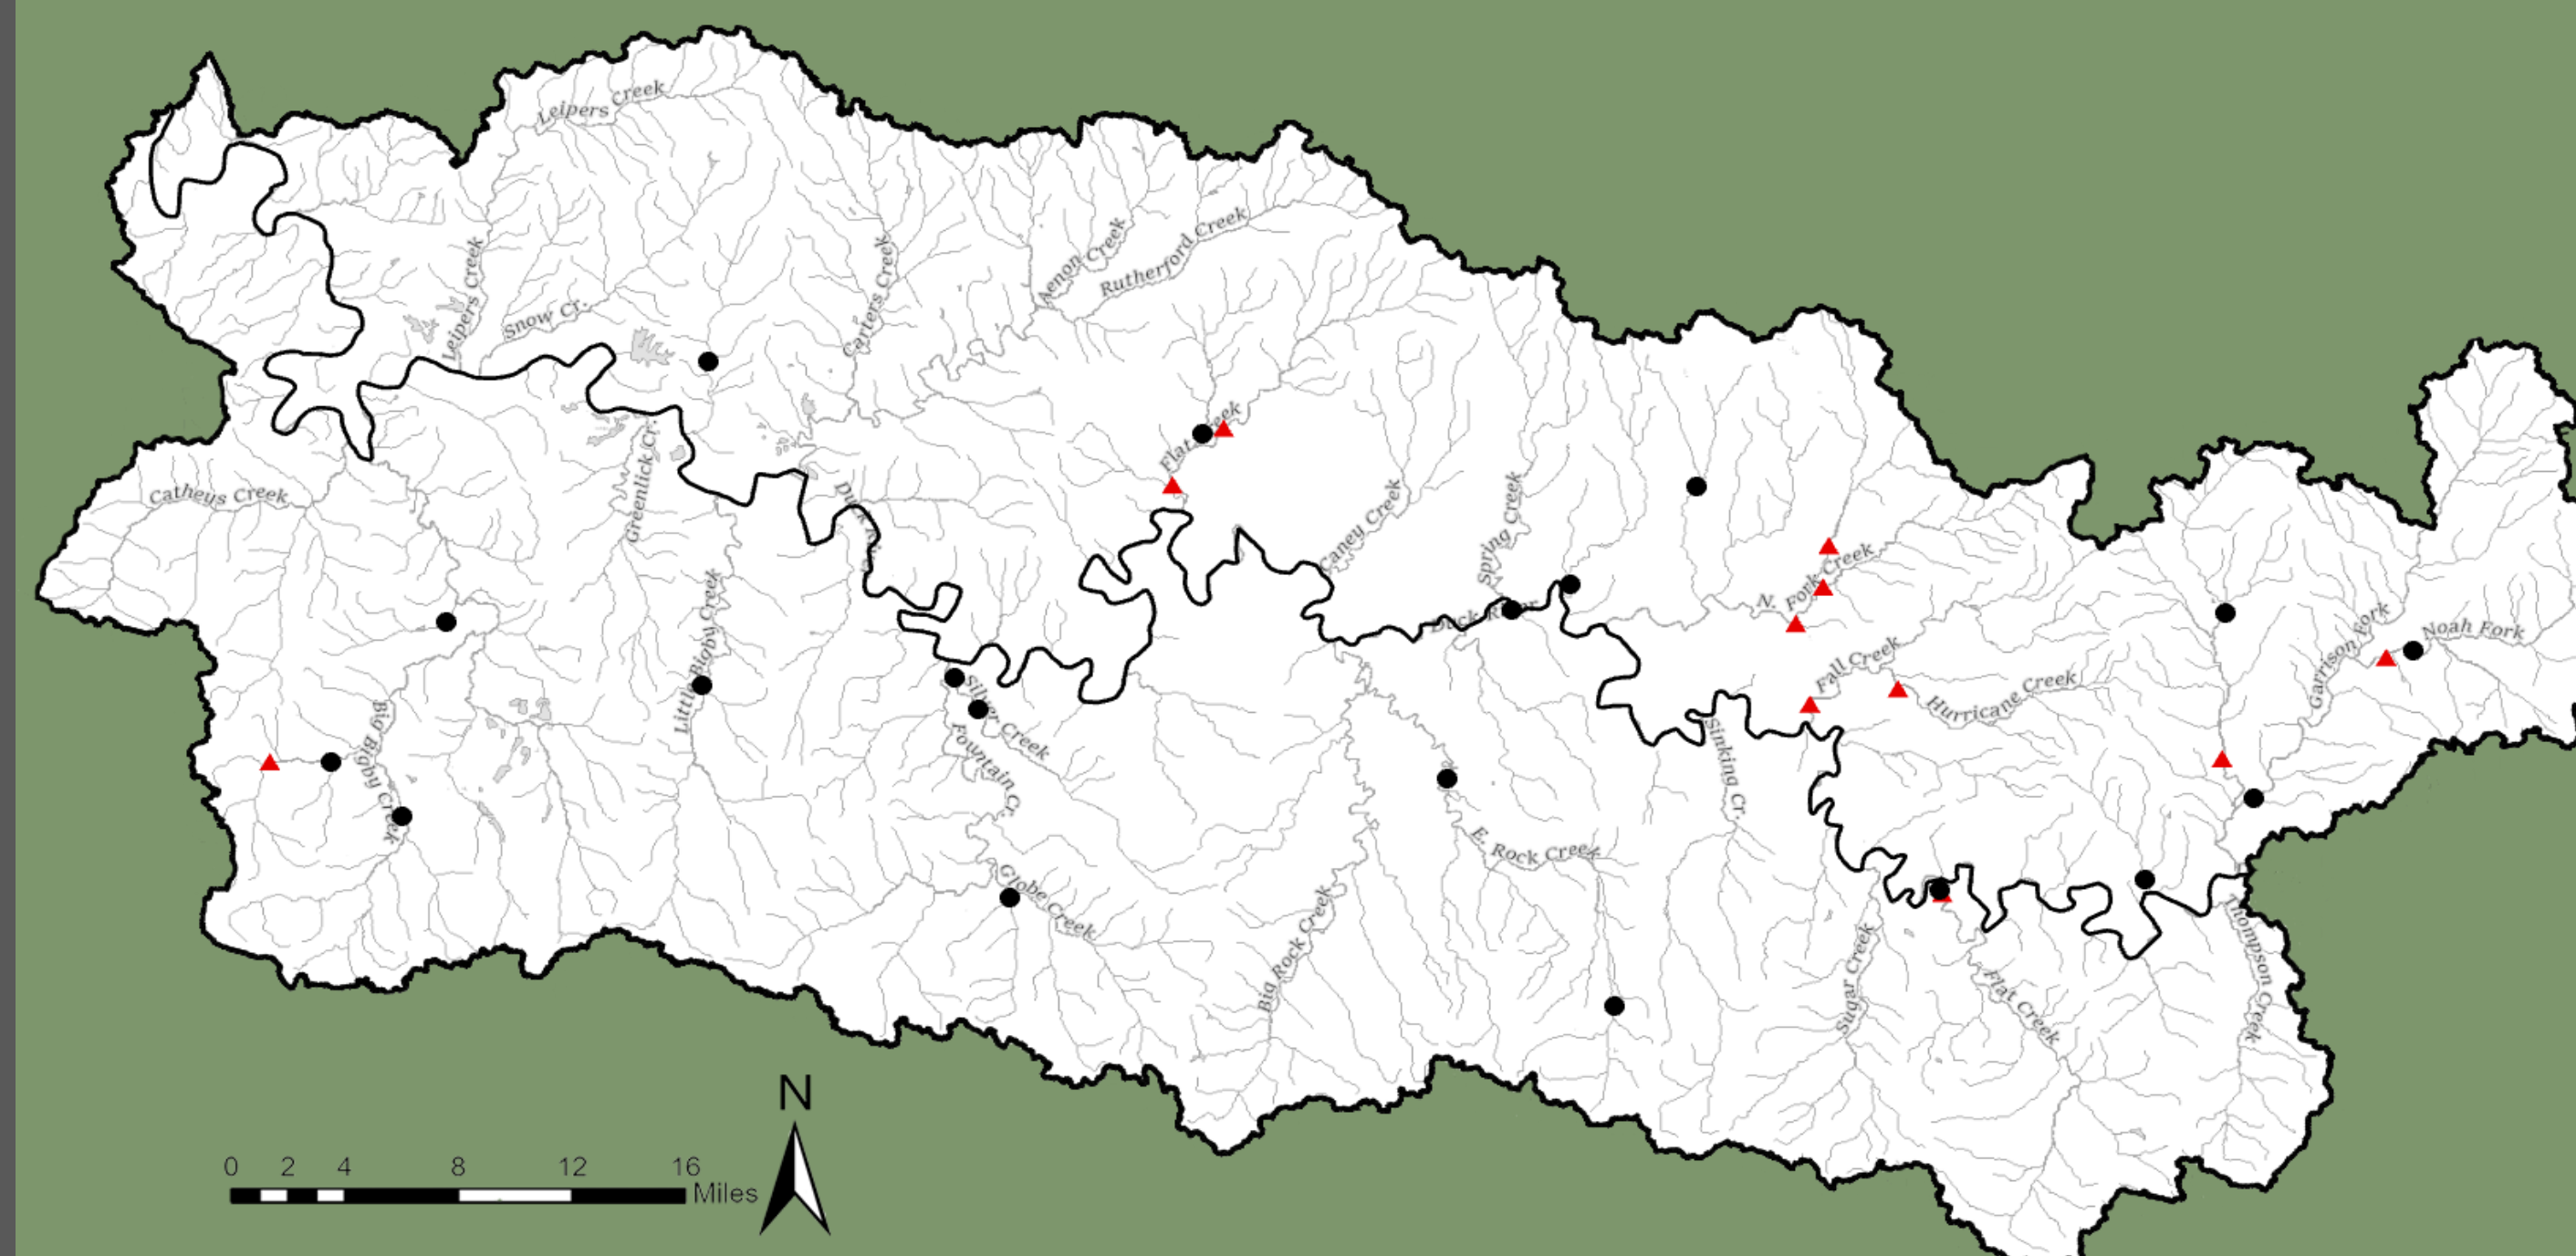 Leipers Creek
Leipers Creek
Snow Cr.
Carters Creek
Aenon Creek
Rutherford Creek
Flat Creek
Catheys Creek
Greenlick Cr.
Duck River
Caney Creek
Spring Creek
Duck River
N. Fork Creek
Fall Creek
Hurricane Creek
Garrison Fork
Noah Fork
Little Bigby Creek
Big Bigby Creek
Silver Creek
Fountain Cr.
Globe Creek
Big Rock Creek
E. Rock Creek
Sinking Cr.
Sugar Creek
Flat Creek
Thompson Creek
N
0 2 4 8 12 16
Miles